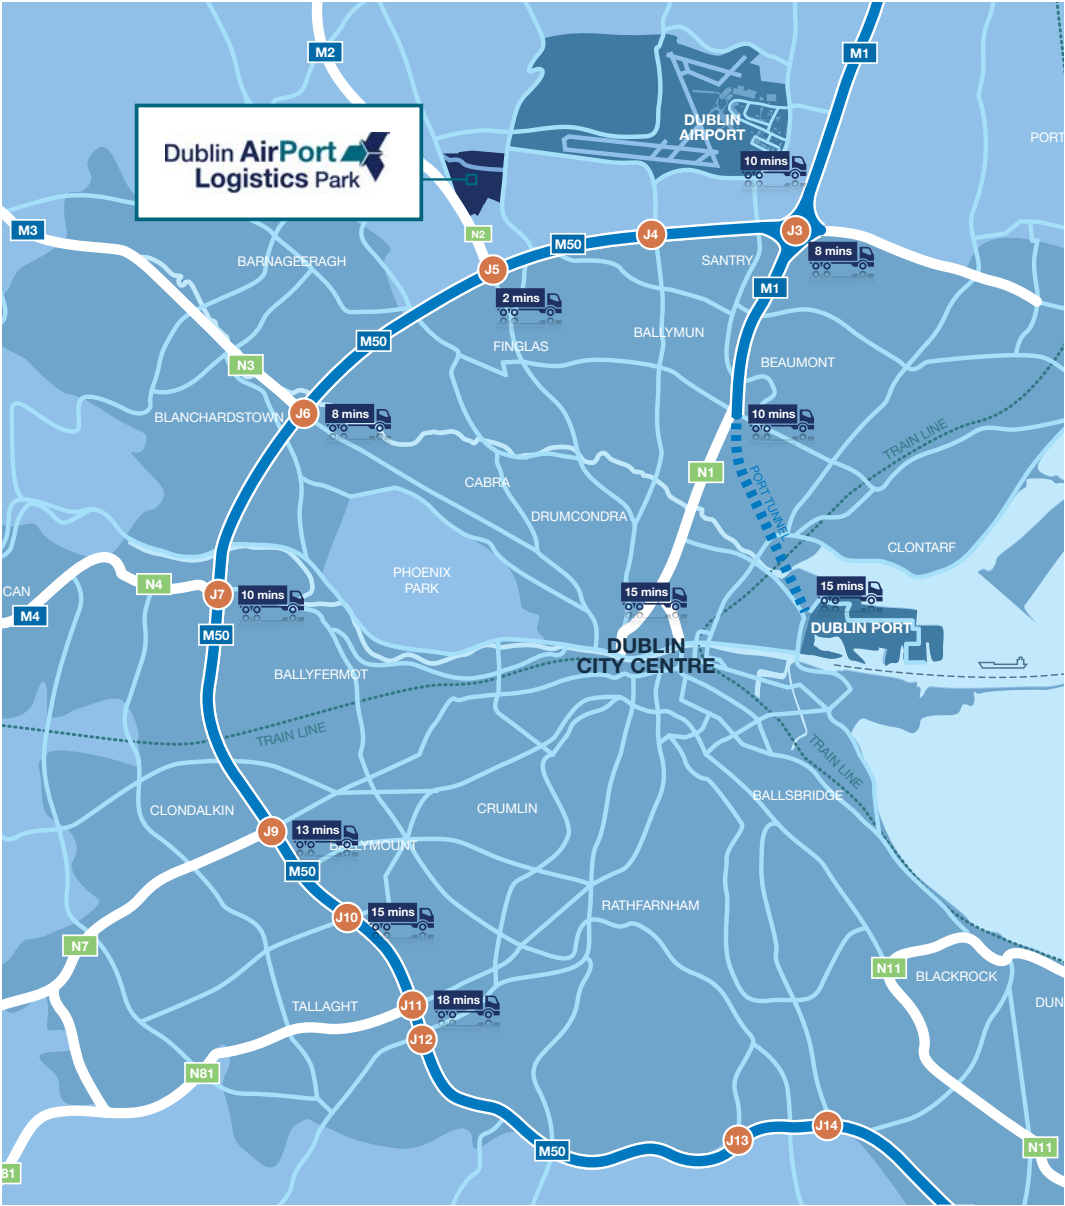 M2
M1
DUBLIN
AIRPORT
PORT
Dublin AirPort
Logistics Park
10 mins
M3
N2
M50
J4
J3
8 mins
BARNAGEERAGH
J5
SANTRY
M1
2 mins
M50
FINGLAS
BALLYMUN
BEAUMONT
N3
BLANCHARDSTOWN
J6
8 mins
10 mins
TRAIN LINE
N1
CABRA
PORT TUNNEL
DRUMCONDRA
CLONTARF
PHOENIX
PARK
CAN
N4
J7
10 mins
15 mins
15 mins
M4
M50
DUBLIN PORT
DUBLIN
CITY CENTRE
BALLYFERMOT
TRAIN LINE
TRAIN LINE
BALLSBRIDGE
CLONDALKIN
CRUMLIN
J9
13 mins
BALLYMOUNT
M50
J10
15 mins
RATHFARNHAM
N7
N11
BLACKROCK
TALLAGHT
J11
18 mins
DUN
J12
N81
J13
J14
M50
N11
81